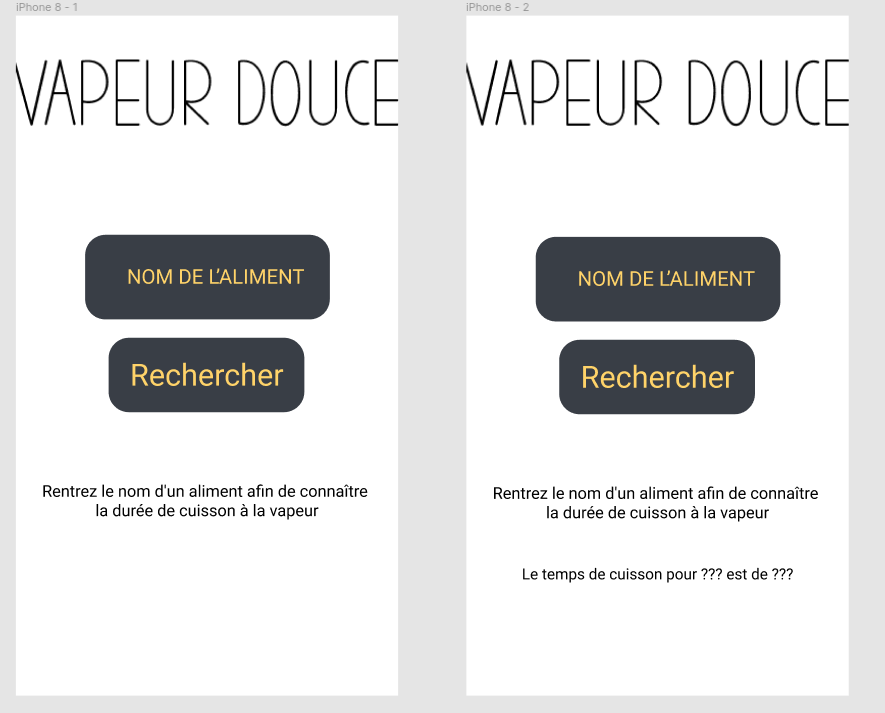 iPhone 8 - 1
VAPEUR DOUCE
NOM DE L’ALIMENT
Rechercher
Rentrez le nom d'un aliment afin de connaître
la durée de cuisson à la vapeur
iPhone 8 - 2
VAPEUR DOUCE
NOM DE L’ALIMENT
Rechercher
Rentrez le nom d'un aliment afin de connaître
la durée de cuisson à la vapeur
Le temps de cuisson pour ??? est de ???